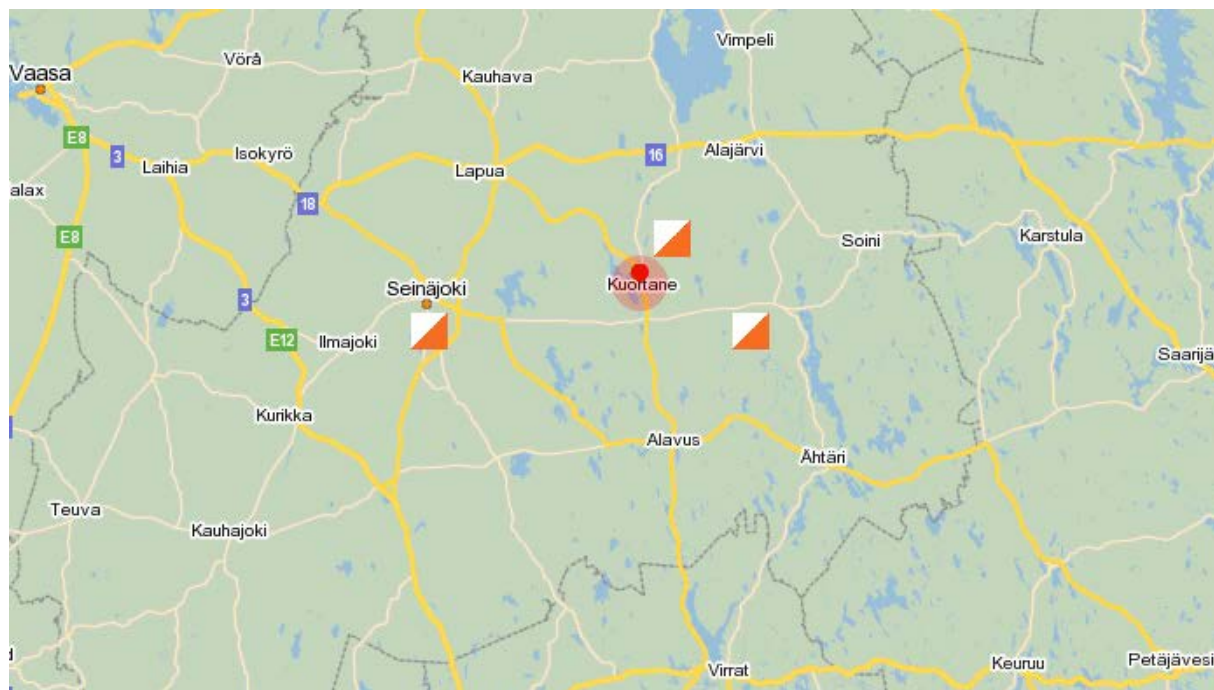 Vimpeli
Vörå
Vaasa
Kauhava
E8
3
Laihia
Isokyrö
16
Alajärvi
Lapua
alax
18
E8
Soini
Karstula
Kuortane
Seinäjoki
3
E12
Ilmajoki
Saarijä
Kurikka
Alavus
Ähtäri
Teuva
Kauhajoki
d
Virrat
Keuruu
Petäjävesi